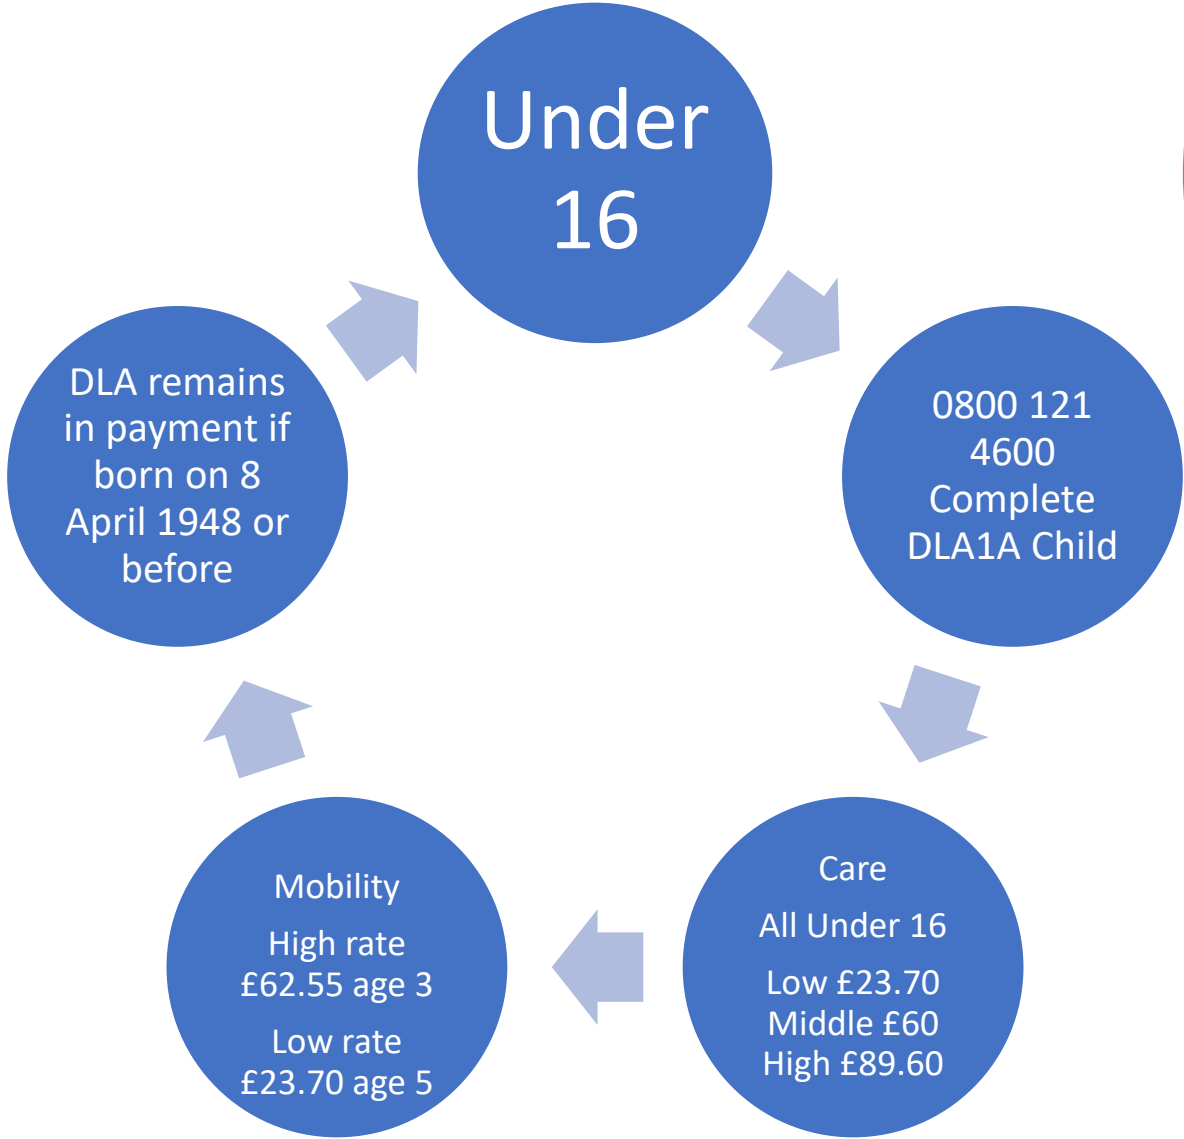 Under
16
0800 121
4600
Complete
DLA1A Child
Care
All Under 16
Low £23.70
Middle £60
High £89.60
Mobility
High rate
£62.55 age 3
Low rate
£23.70 age 5
DLA remains
in payment if
born on 8
April 1948 or
before